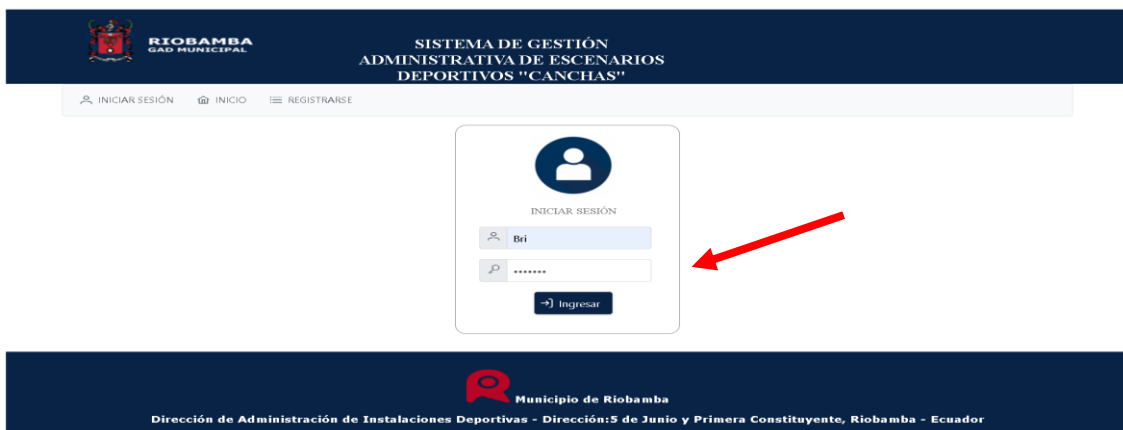 RIOBAMBA
GAD MUNICIPAL
SISTEMA DE GESTIÓN
ADMINISTRATIVA DE ESCENARIOS
DEPORTIVOS "CANCHAS"
INICIAR SESIÓN INICIO REGISTRARSE
INICIAR SESIÓN
Bri
•••••••
Ingresar
Municipio de Riobamba
Dirección de Administración de Instalaciones Deportivas - Dirección:5 de Junio y Primera Constituyente, Riobamba - Ecuador